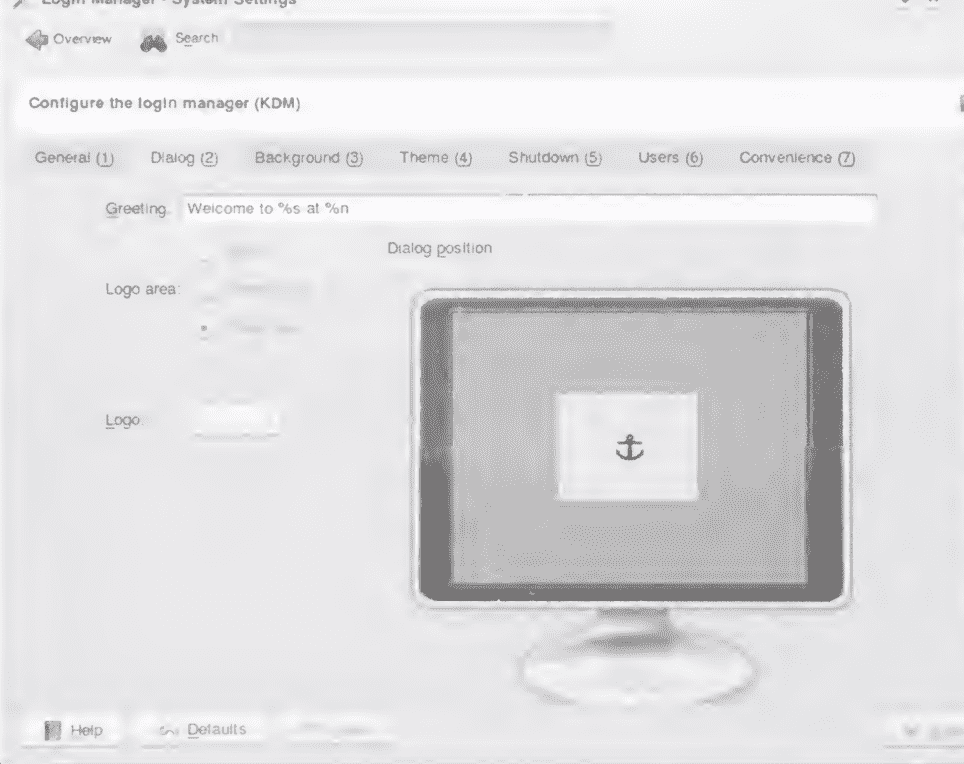 Login Manager - System Settings
Overview Search
Configure the login manager (KDM)
General (1) Dialog (2) Background (3) Theme (4) Shutdown (5) Users (6) Convenience (7)
Greeting: Welcome to %s at %n
Dialog position
Logo area:
Logo:
Help Defaults